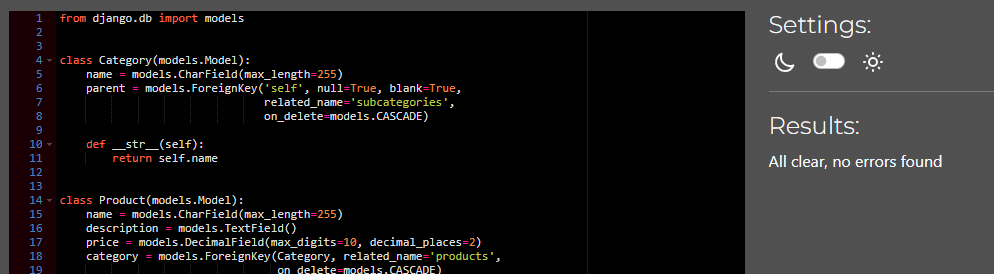 1 from django.db import models
2
3
4 class Category(models.Model):
5     name = models.CharField(max_length=255)
6     parent = models.ForeignKey('self', null=True, blank=True,
7                                related_name='subcategories',
8                                on_delete=models.CASCADE)
9
10     def __str__(self):
11         return self.name
12
13
14 class Product(models.Model):
15     name = models.CharField(max_length=255)
16     description = models.TextField()
17     price = models.DecimalField(max_digits=10, decimal_places=2)
18     category = models.ForeignKey(Category, related_name='products',
19                                  on_delete=models.CASCADE)
Settings:
Results:
All clear, no errors found